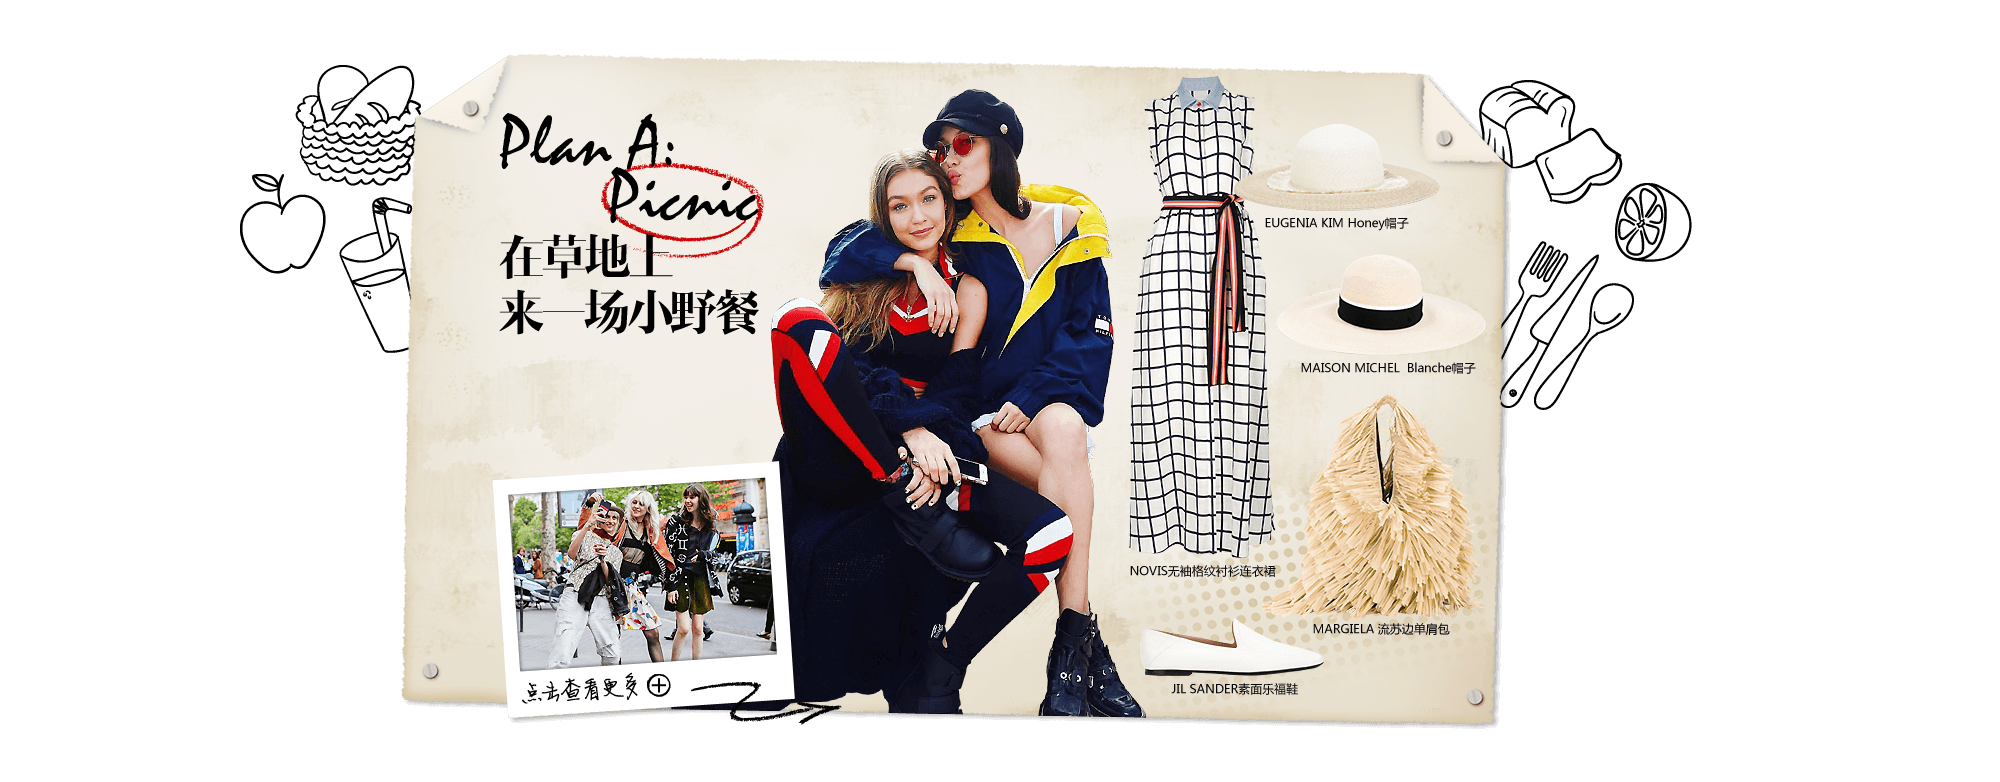 Plan A:
Picnic
在草地上
来一场小野餐
点击查看更多
EUGENIA KIM Honey帽子
MAISON MICHEL Blanche帽子
NOVIS无袖格纹衬衫连衣裙
MARGIELA 流苏边单肩包
JIL SANDER素面乐福鞋